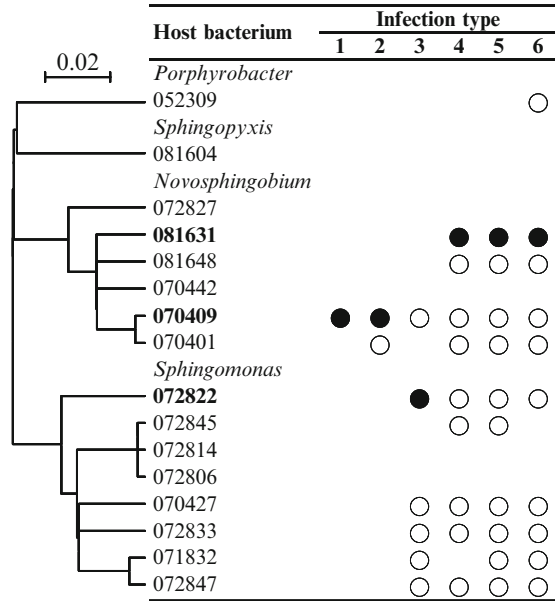 Host bacterium Infection type
1 2 3 4 5 6
0.02
Porphyrobacter
052309
Sphingopyxis
081604
Novosphingobium
072827
081631
081648
070442
070409
070401
Sphingomonas
072822
072845
072814
072806
070427
072833
071832
072847